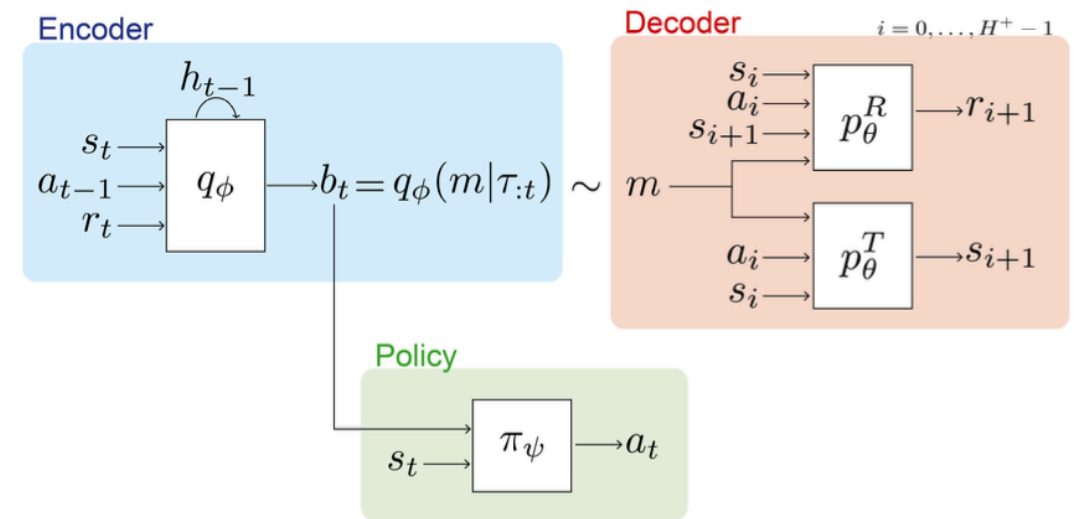 Encoder
h_{t-1}
s_t
a_{t-1}
r_t
q_ϕ
b_t = q_ϕ(m|τ_{:t})
∼
Decoder
i = 0, . . . , H^+ − 1
s_i
a_i
s_{i+1}
m
p_θ^R
r_{i+1}
a_i
s_i
p_θ^T
s_{i+1}
Policy
s_t
π_ψ
a_t